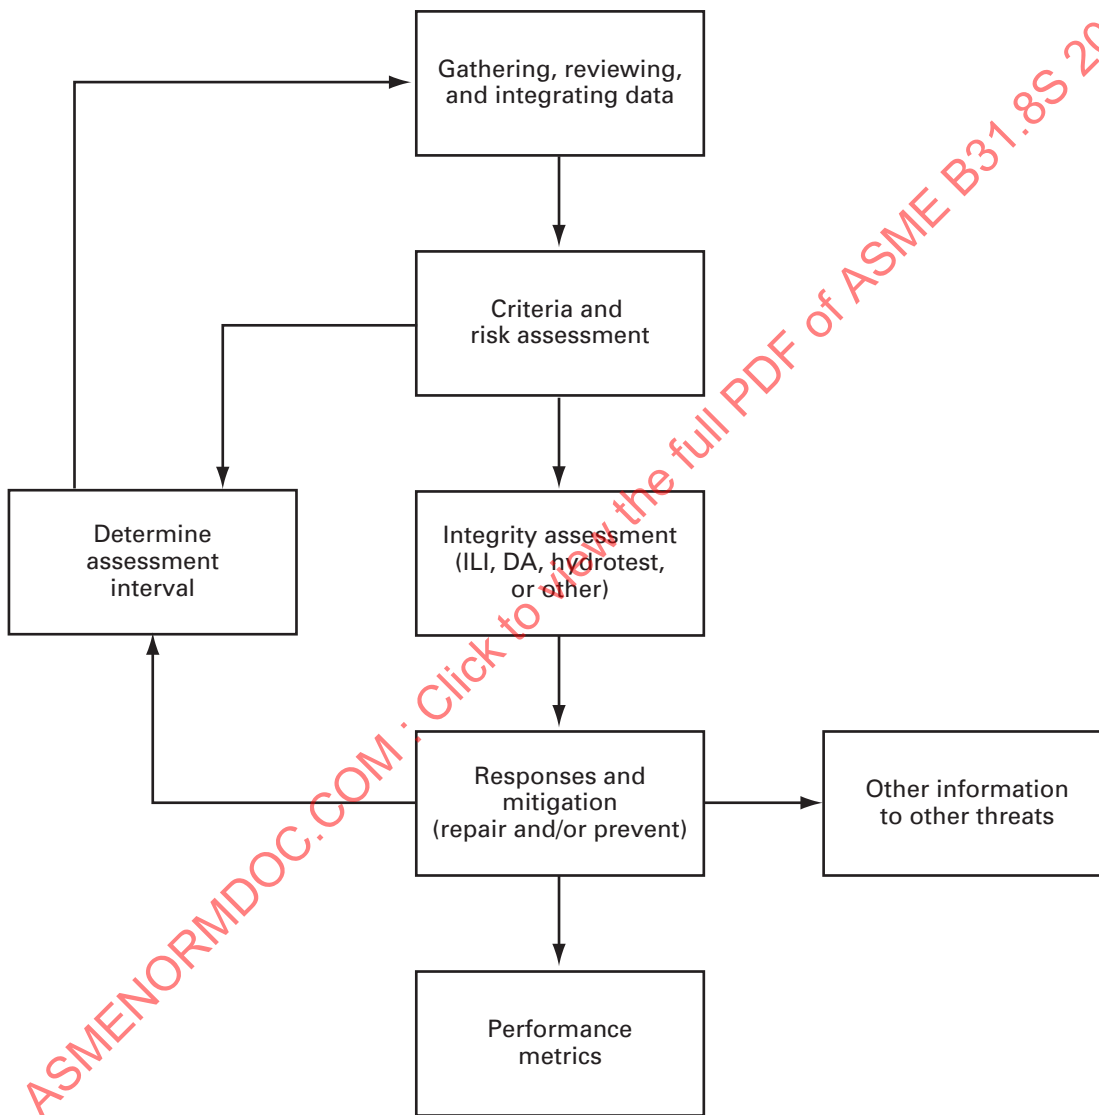 Gathering, reviewing,
and integrating data
Criteria and
risk assessment
Determine
assessment
interval
Integrity assessment
(ILI, DA, hydrotest,
or other)
Responses and
mitigation
(repair and/or prevent)
Other information
to other threats
Performance
metrics
ASMENORMDOC.COM : Click to view the full PDF of ASME B31.8S 20